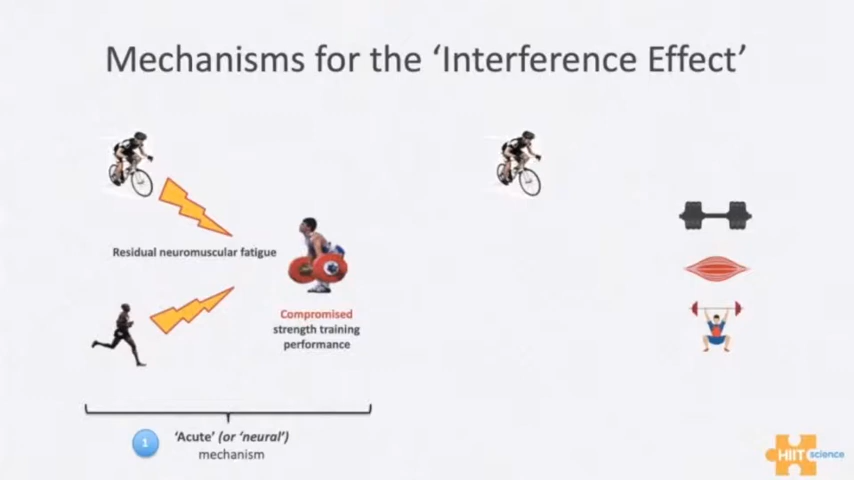 Mechanisms for the ‘Interference Effect’
Residual neuromuscular fatigue
Compromised
strength training
performance
1
‘Acute’ (or ‘neural’)
mechanism
HIIT science